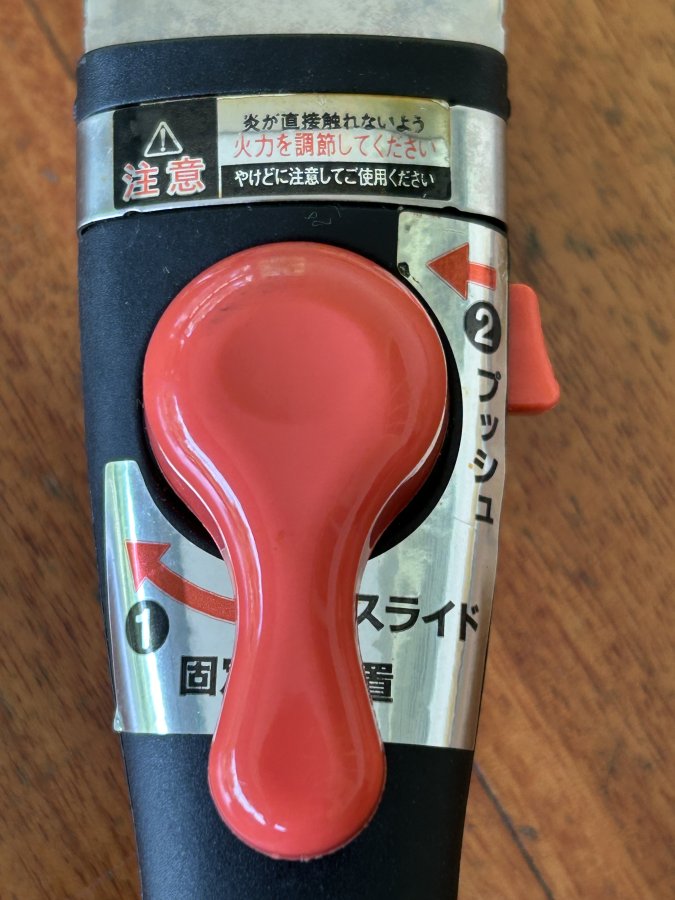 注意
炎が直接触れないよう
火力を調節してください
やけどに注意してご使用ください
2 プッシュ
1 スライド
固 置